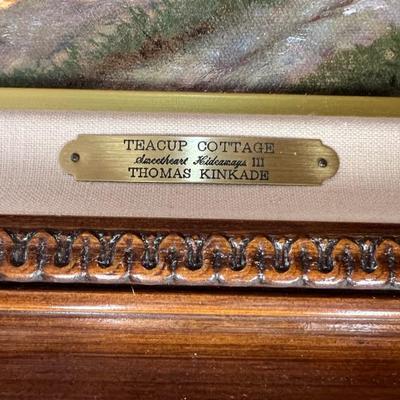 TEACUP COTTAGE
Sweetheart Hideaways III
THOMAS KINKADE